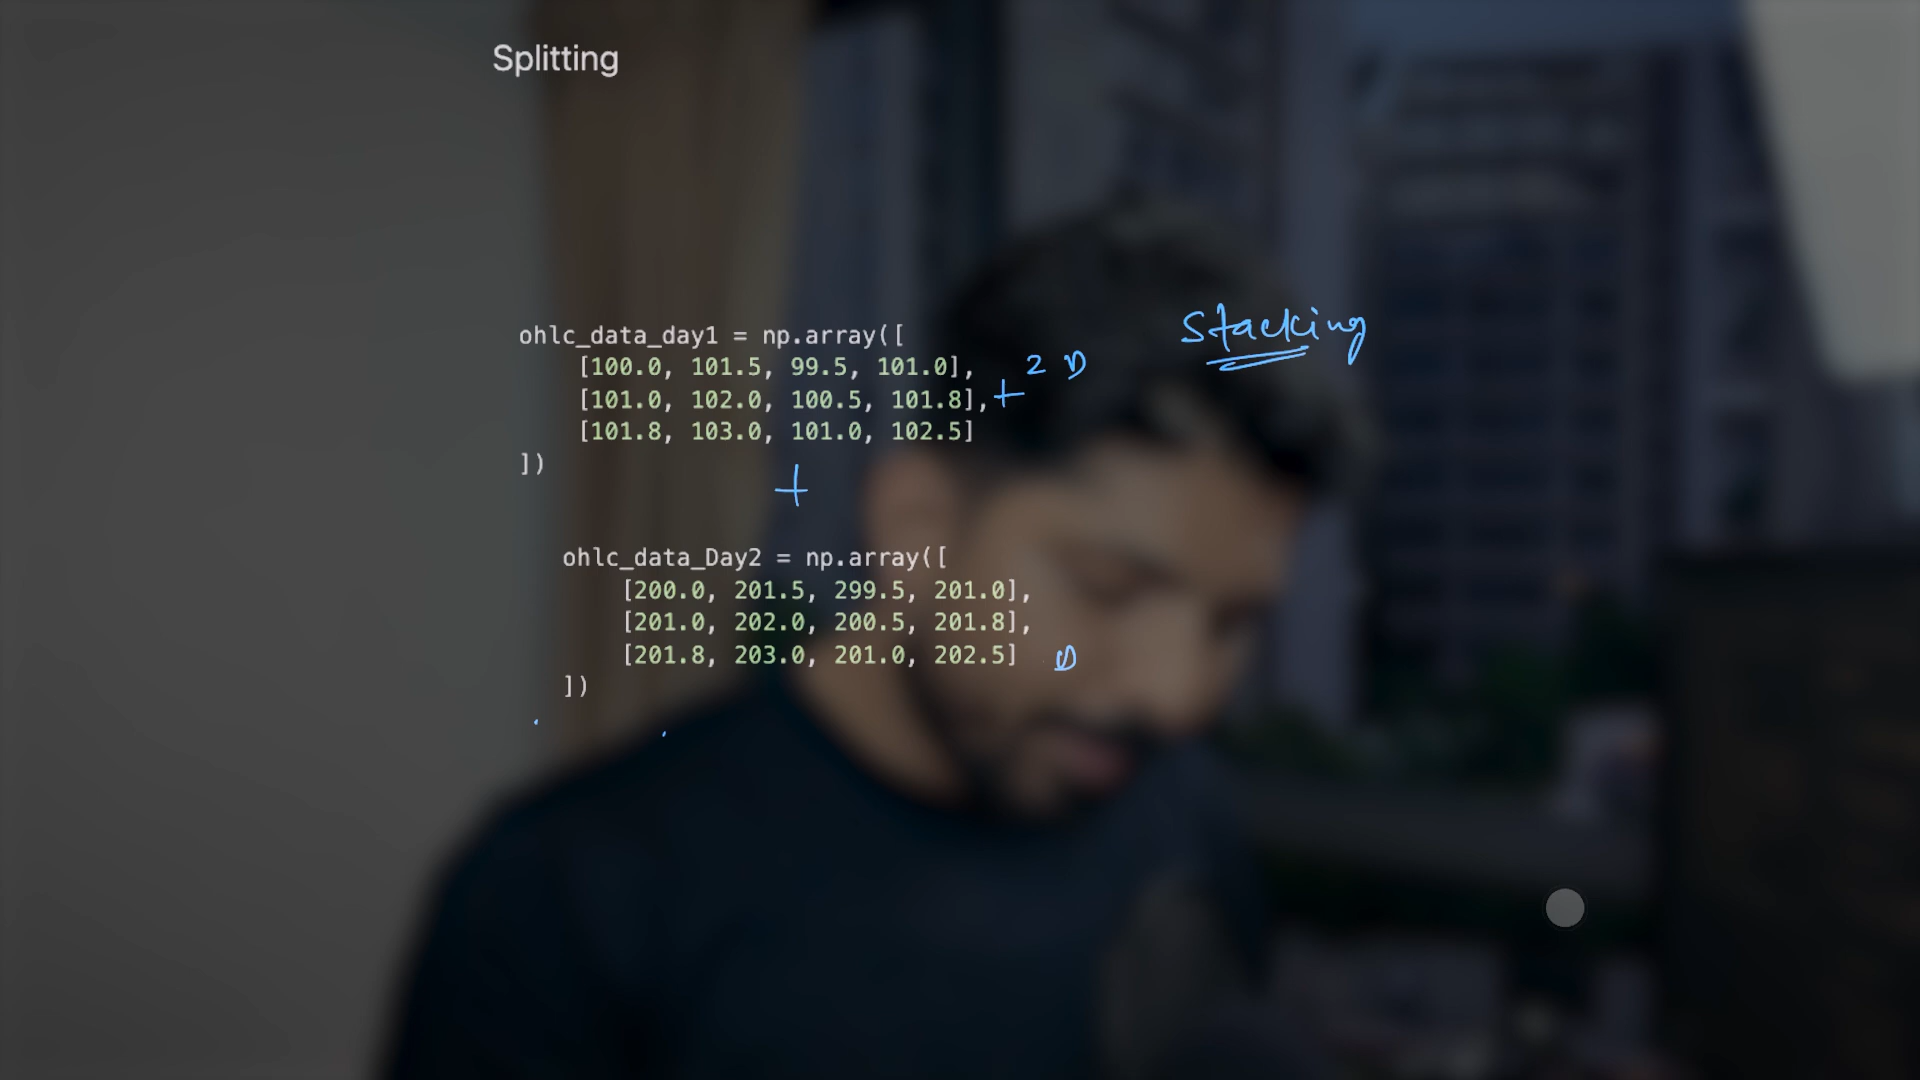 Splitting
Stacking
ohlc_data_day1 = np.array([
[100.0, 101.5, 99.5, 101.0],
2 D
[101.0, 102.0, 100.5, 101.8], +
[101.8, 103.0, 101.0, 102.5]
])
+
ohlc_data_Day2 = np.array([
[200.0, 201.5, 299.5, 201.0],
[201.0, 202.0, 200.5, 201.8],
[201.8, 203.0, 201.0, 202.5]
])